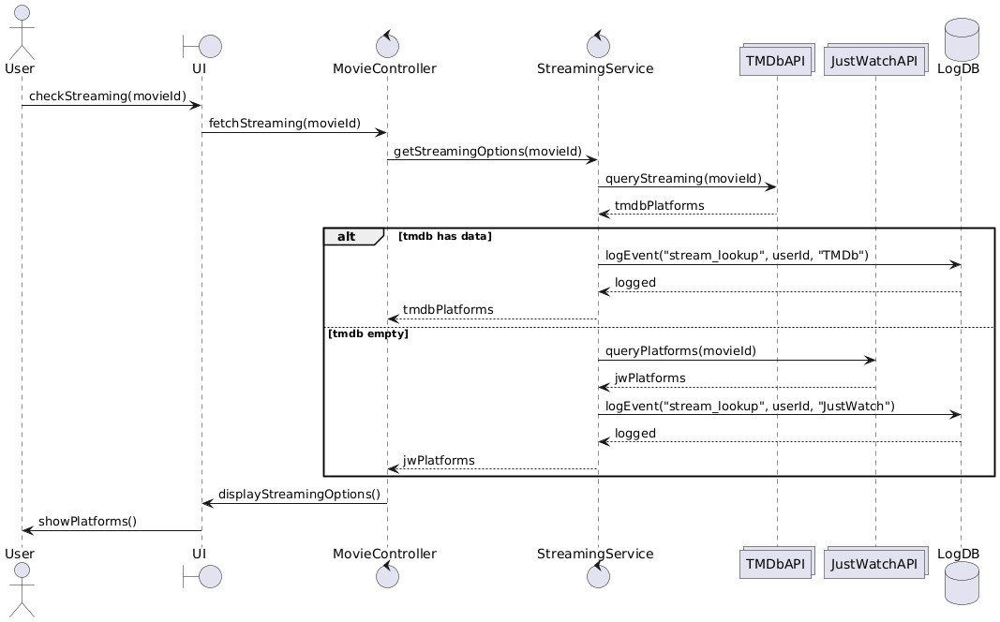 User
UI
MovieController
StreamingService
TMDbAPI
JustWatchAPI
LogDB
checkStreaming(movieId)
fetchStreaming(movieId)
getStreamingOptions(movieId)
queryStreaming(movieId)
tmdbPlatforms
alt
[tmdb has data]
logEvent("stream_lookup", userId, "TMDb")
logged
tmdbPlatforms
[tmdb empty]
queryPlatforms(movieId)
jwPlatforms
logEvent("stream_lookup", userId, "JustWatch")
logged
jwPlatforms
displayStreamingOptions()
showPlatforms()
User
UI
MovieController
StreamingService
TMDbAPI
JustWatchAPI
LogDB